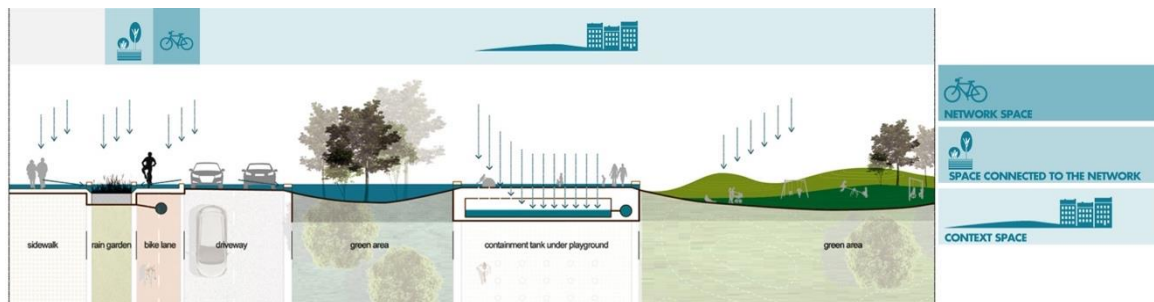 sidewalk
rain garden
bike lane
driveway
green area
containment tank under playground
green area
NETWORK SPACE
SPACE CONNECTED TO THE NETWORK
CONTEXT SPACE